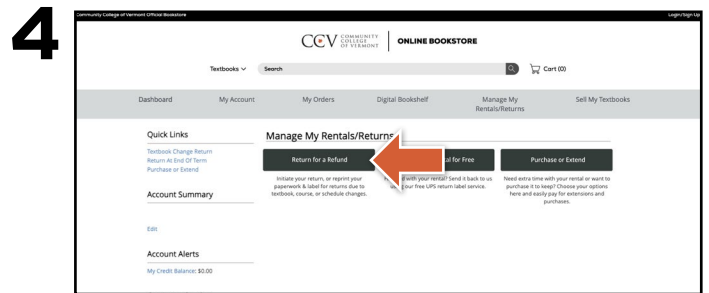 4
Community College of Vermont Official Bookstore
Login/Sign Up
CCV COMMUNITY COLLEGE OF VERMONT ONLINE BOOKSTORE
Textbooks
Search
Cart (0)
Dashboard
My Account
My Orders
Digital Bookshelf
Manage My
Rentals/Returns
Sell My Textbooks
Quick Links
Textbook Change Return
Return At End Of Term
Purchase or Extend
Account Summary
Edit
Account Alerts
My Credit Balance: $0.00
Manage My Rentals/Returns
Return for a Refund
Initiate your return, or reprint your
paperwork & label for returns due to
textbook, course, or schedule changes.
for Free
with your rental? Send it back to us
our free UPS return label service.
Purchase or Extend
Need extra time with your rental or want to
purchase it to keep? Choose your options
here and easily pay for extensions and
purchases.